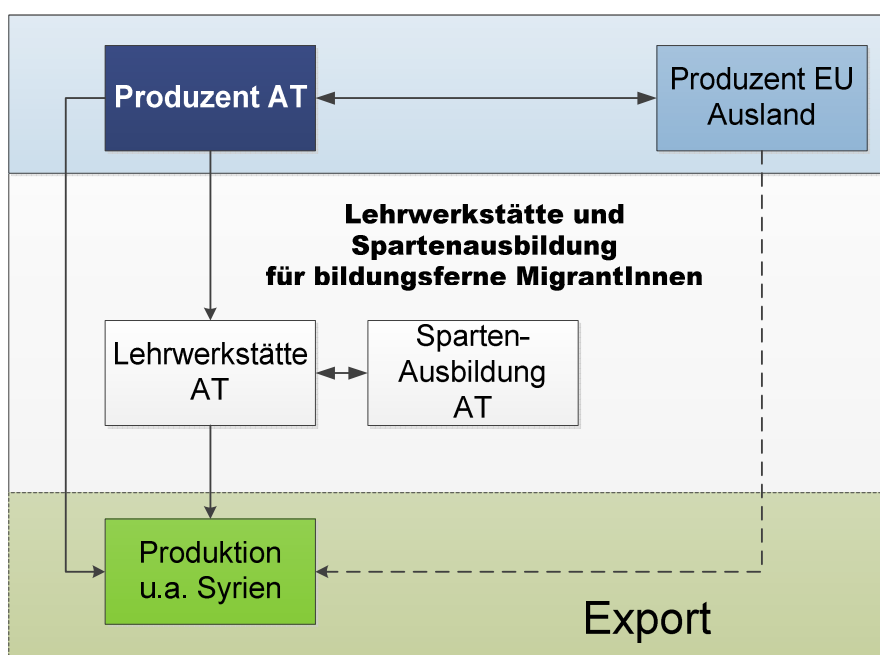 Produzent AT
Produzent EU
Ausland
Lehrwerkstätte und
Spartenausbildung
für bildungsferne MigrantInnen
Lehrwerkstätte
AT
Sparten-
Ausbildung
AT
Produktion
u.a. Syrien
Export